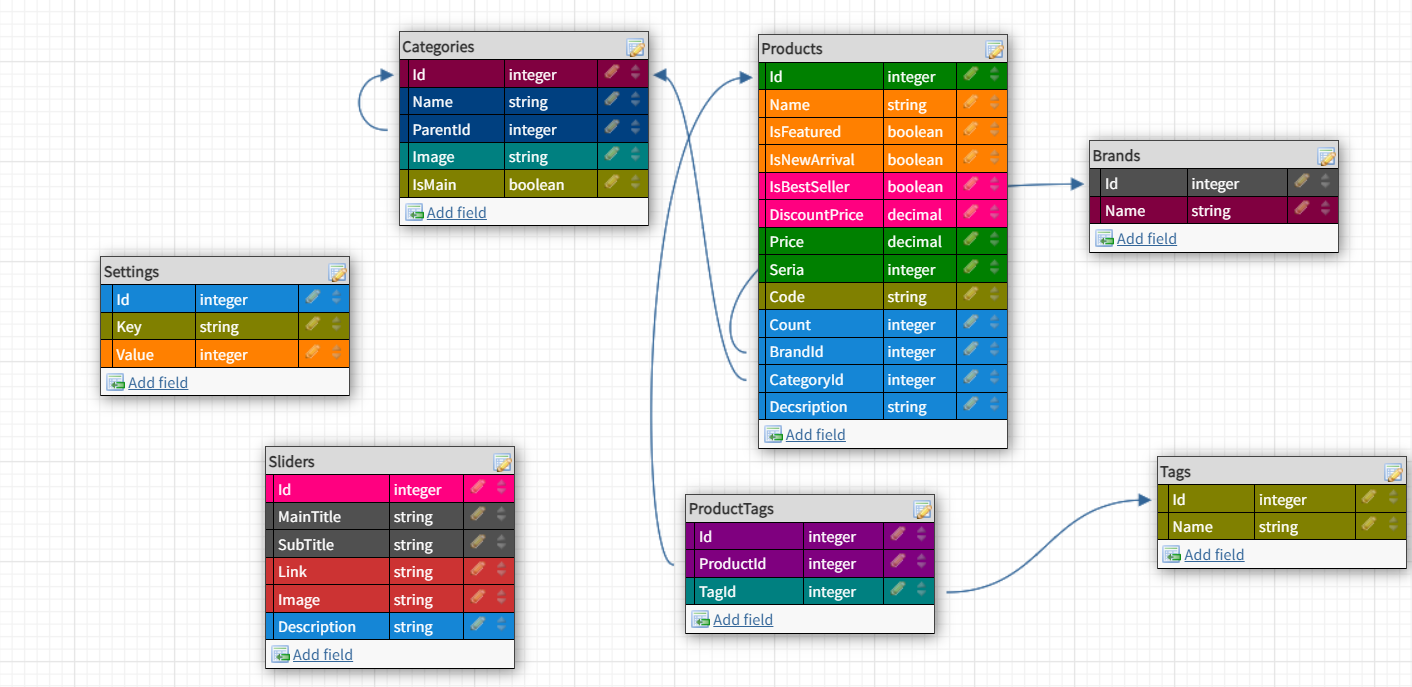 Categories
Id integer
Name string
ParentId integer
Image string
IsMain boolean
Add field
Products
Id integer
Name string
IsFeatured boolean
IsNewArrival boolean
IsBestSeller boolean
DiscountPrice decimal
Price decimal
Seria integer
Code string
Count integer
BrandId integer
CategoryId integer
Decsription string
Add field
Brands
Id integer
Name string
Add field
Settings
Id integer
Key string
Value integer
Add field
Sliders
Id integer
MainTitle string
SubTitle string
Link string
Image string
Description string
Add field
ProductTags
Id integer
ProductId integer
TagId integer
Add field
Tags
Id integer
Name string
Add field